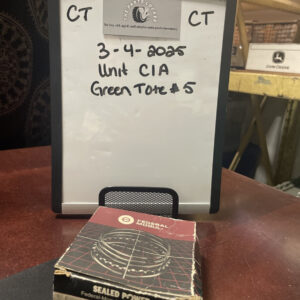 CT
CT
3-4-2025
Unit C1A
Green Tote #5
FEDERAL
MOGUL
SEALED POWER